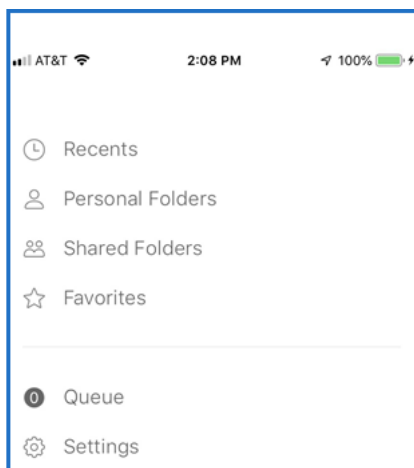 AT&T 2:08 PM 100%
Recents
Personal Folders
Shared Folders
Favorites
0 Queue
Settings